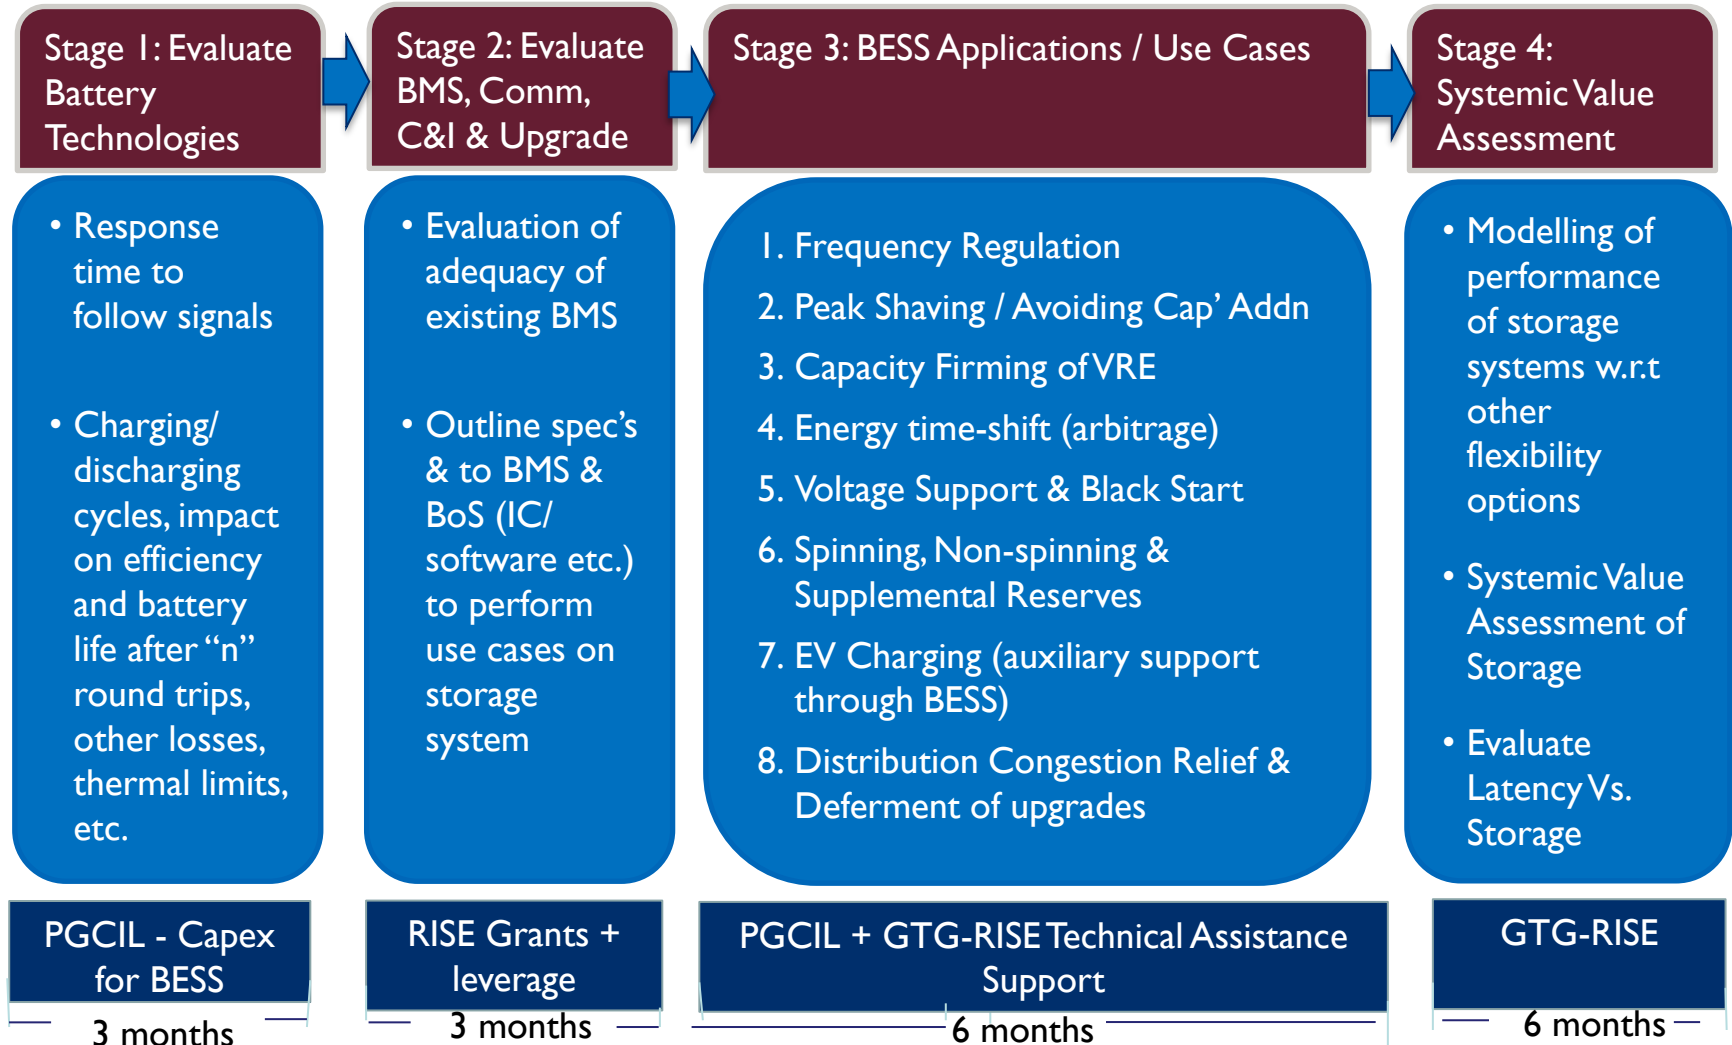 Stage 1: Evaluate
Battery
Technologies
Stage 2: Evaluate
BMS, Comm,
C&I & Upgrade
Stage 3: BESS Applications / Use Cases
Stage 4:
Systemic Value
Assessment
• Response
time to
follow signals
• Charging/
discharging
cycles, impact
on efficiency
and battery
life after “n”
round trips,
other losses,
thermal limits,
etc.
• Evaluation of
adequacy of
existing BMS
• Outline spec’s
& to BMS &
BoS (IC/
software etc.)
to perform
use cases on
storage
system
1. Frequency Regulation
2. Peak Shaving / Avoiding Cap’ Addn
3. Capacity Firming of VRE
4. Energy time-shift (arbitrage)
5. Voltage Support & Black Start
6. Spinning, Non-spinning &
Supplemental Reserves
7. EV Charging (auxiliary support
through BESS)
8. Distribution Congestion Relief &
Deferment of upgrades
• Modelling of
performance
of storage
systems w.r.t
other
flexibility
options
• Systemic Value
Assessment of
Storage
• Evaluate
Latency Vs.
Storage
PGCIL - Capex
for BESS
RISE Grants +
leverage
PGCIL + GTG-RISE Technical Assistance
Support
GTG-RISE
3 months
3 months
6 months
6 months